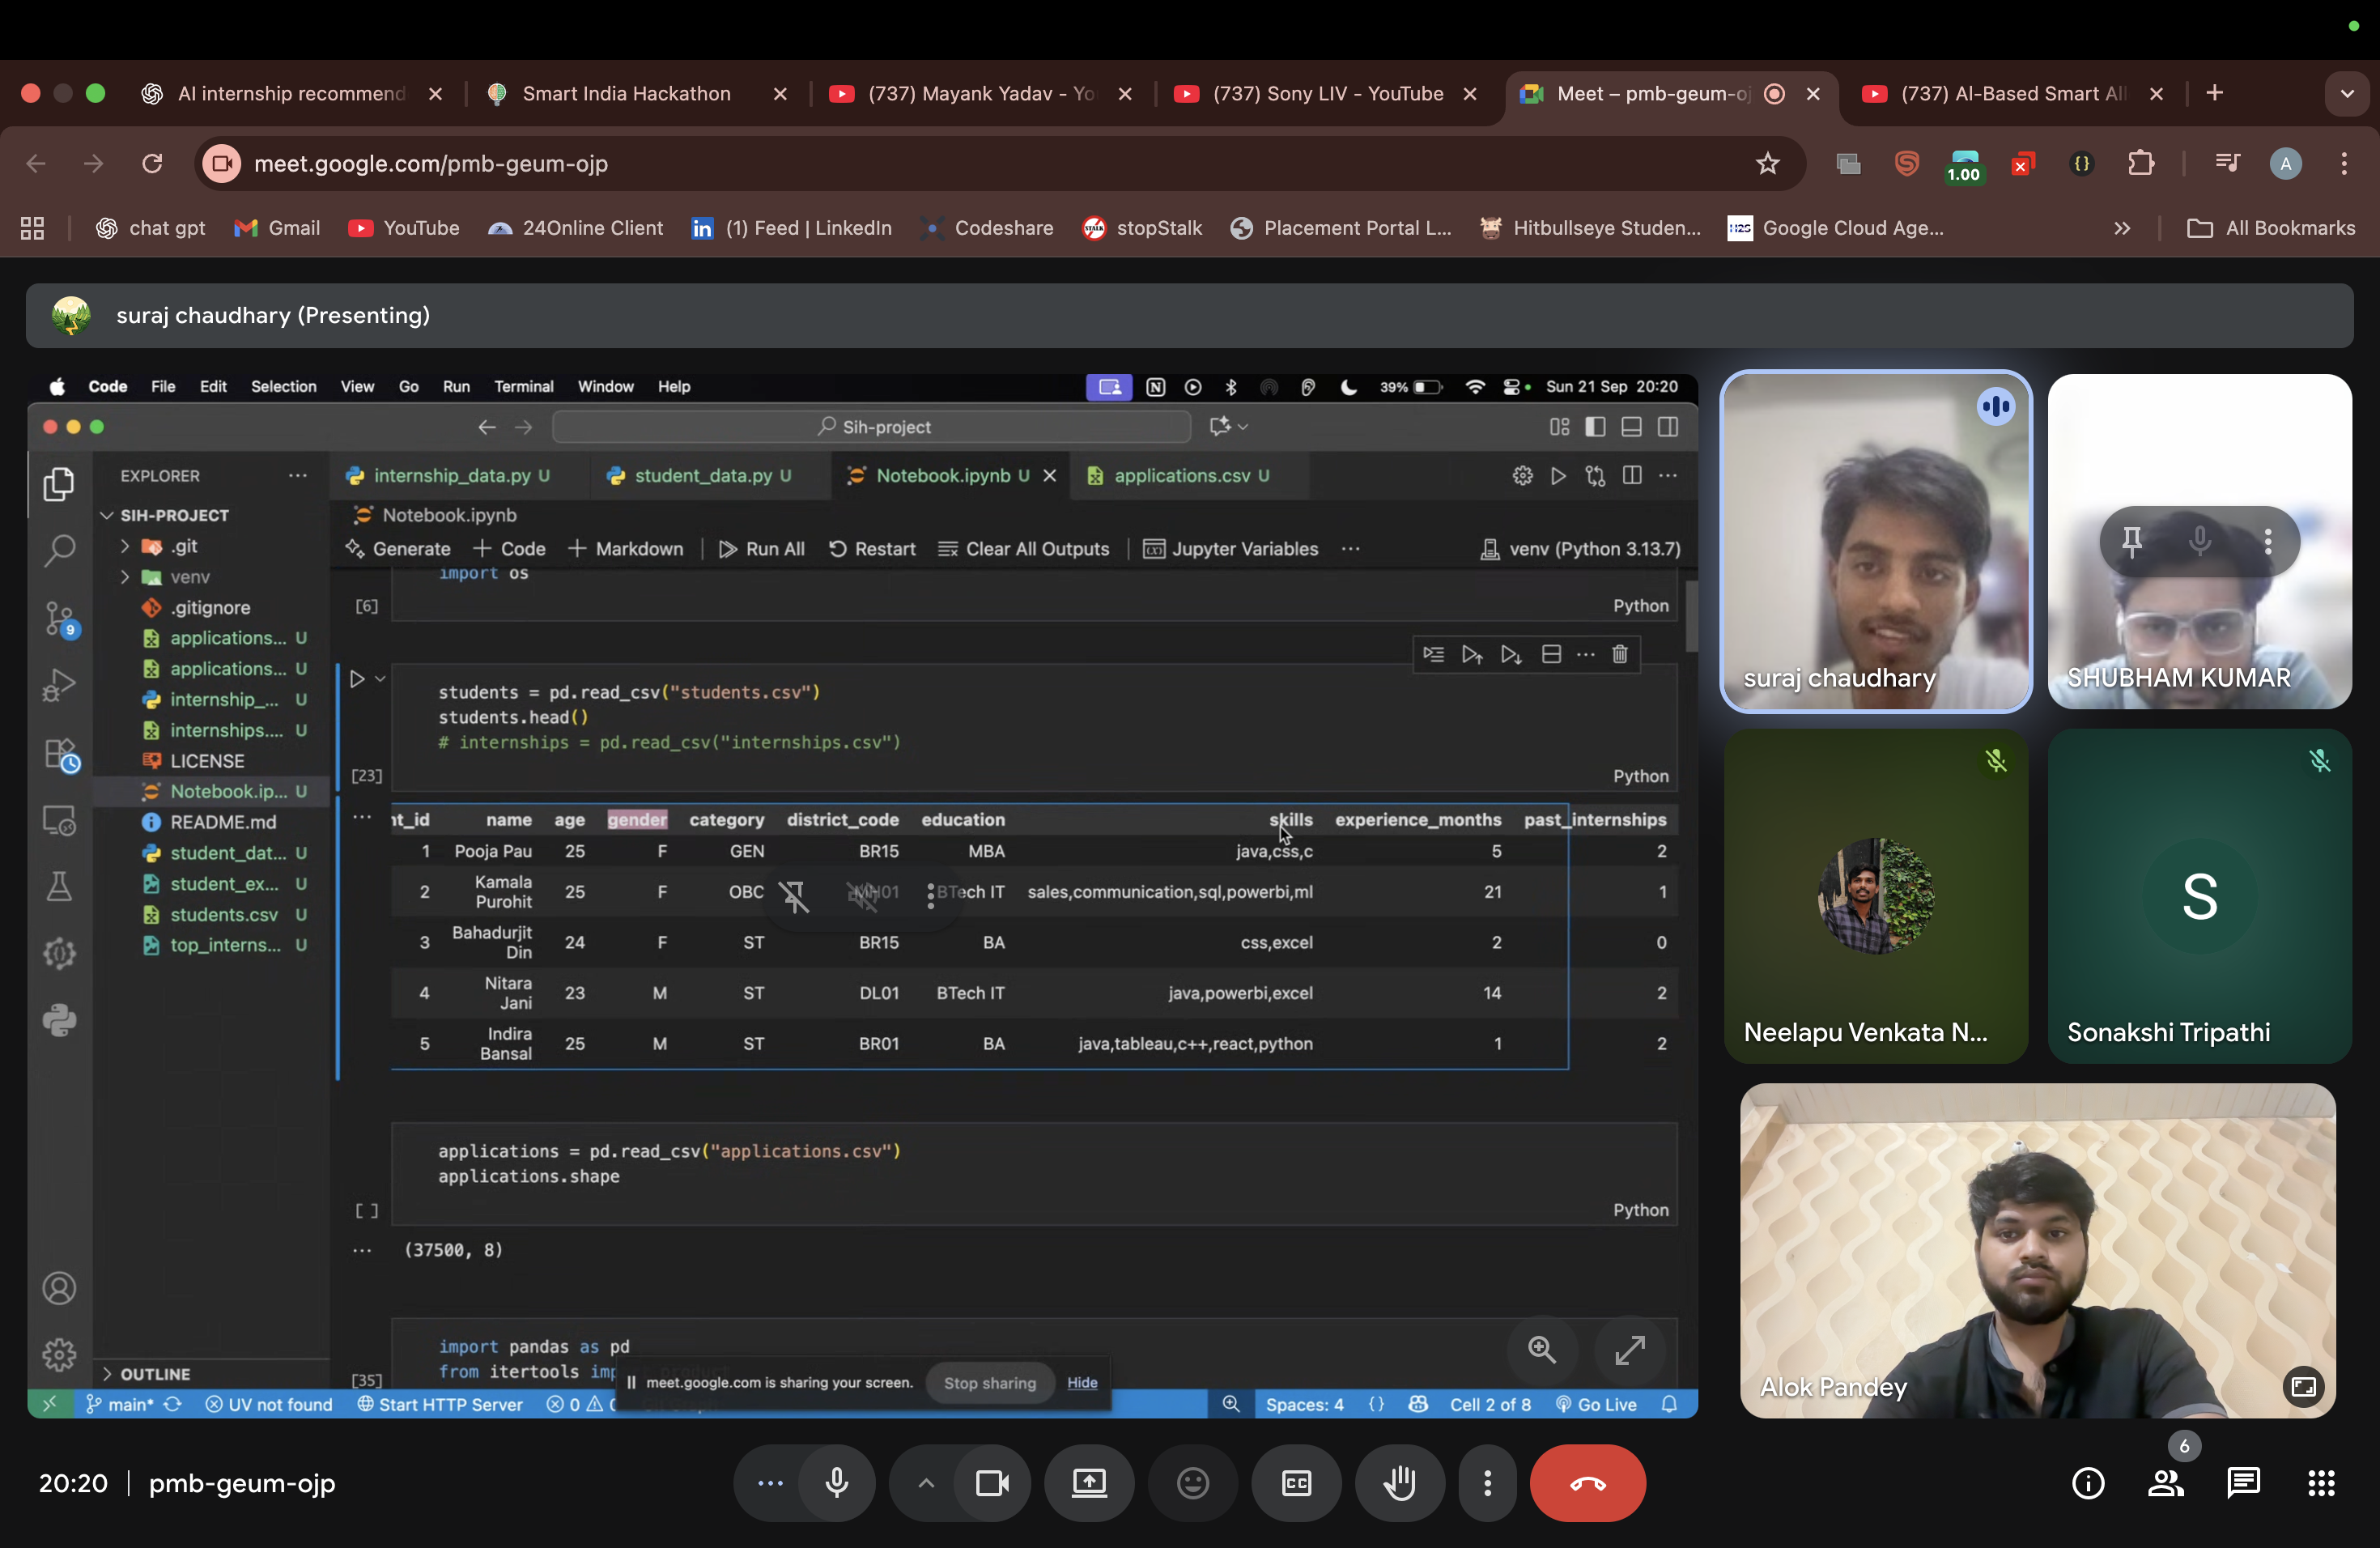 AI internship recommend
Smart India Hackathon
(737) Mayank Yadav - Yo
(737) Sony LIV - YouTube
Meet – pmb-geum-oj
(737) AI-Based Smart All
meet.google.com/pmb-geum-ojp
1.00
A
chat gpt
Gmail
YouTube
24Online Client
(1) Feed | LinkedIn
Codeshare
stopStalk
Placement Portal L...
Hitbullseye Studen...
Google Cloud Age...
All Bookmarks
suraj chaudhary (Presenting)
Code File Edit Selection View Go Run Terminal Window Help
39%
Sun 21 Sep 20:20
Sih-project
EXPLORER
internship_data.py U
student_data.py U
Notebook.ipynb U
applications.csv U
SIH-PROJECT
.git
venv
.gitignore
applications... U
applications... U
internship_... U
internships.... U
LICENSE
Notebook.ip... U
README.md
student_dat... U
student_ex... U
students.csv U
top_interns... U
OUTLINE
9
Notebook.ipynb
Generate + Code + Markdown Run All Restart Clear All Outputs Jupyter Variables ... venv (Python 3.13.7)
import os
[6] Python
students = pd.read_csv("students.csv")
students.head()
# internships = pd.read_csv("internships.csv")
[23] Python
nt_id name age gender category district_code education skills experience_months past_internships
1 Pooja Pau 25 F GEN BR15 MBA java,css,c 5 2
2 Kamala Purohit 25 F OBC MH01 BTech IT sales,communication,sql,powerbi,ml 21 1
3 Bahadurjit Din 24 F ST BR15 BA css,excel 2 0
4 Nitara Jani 23 M ST DL01 BTech IT java,powerbi,excel 14 2
5 Indira Bansal 25 M ST BR01 BA java,tableau,c++,react,python 1 2
applications = pd.read_csv("applications.csv")
applications.shape
[ ] Python
(37500, 8)
import pandas as pd
from itertools imp
[35]
meet.google.com is sharing your screen. Stop sharing Hide
main* UV not found Start HTTP Server 0 Spaces: 4 {} Cell 2 of 8 Go Live
suraj chaudhary
SHUBHAM KUMAR
Neelapu Venkata N...
S
Sonakshi Tripathi
Alok Pandey
20:20 | pmb-geum-ojp
CC
6